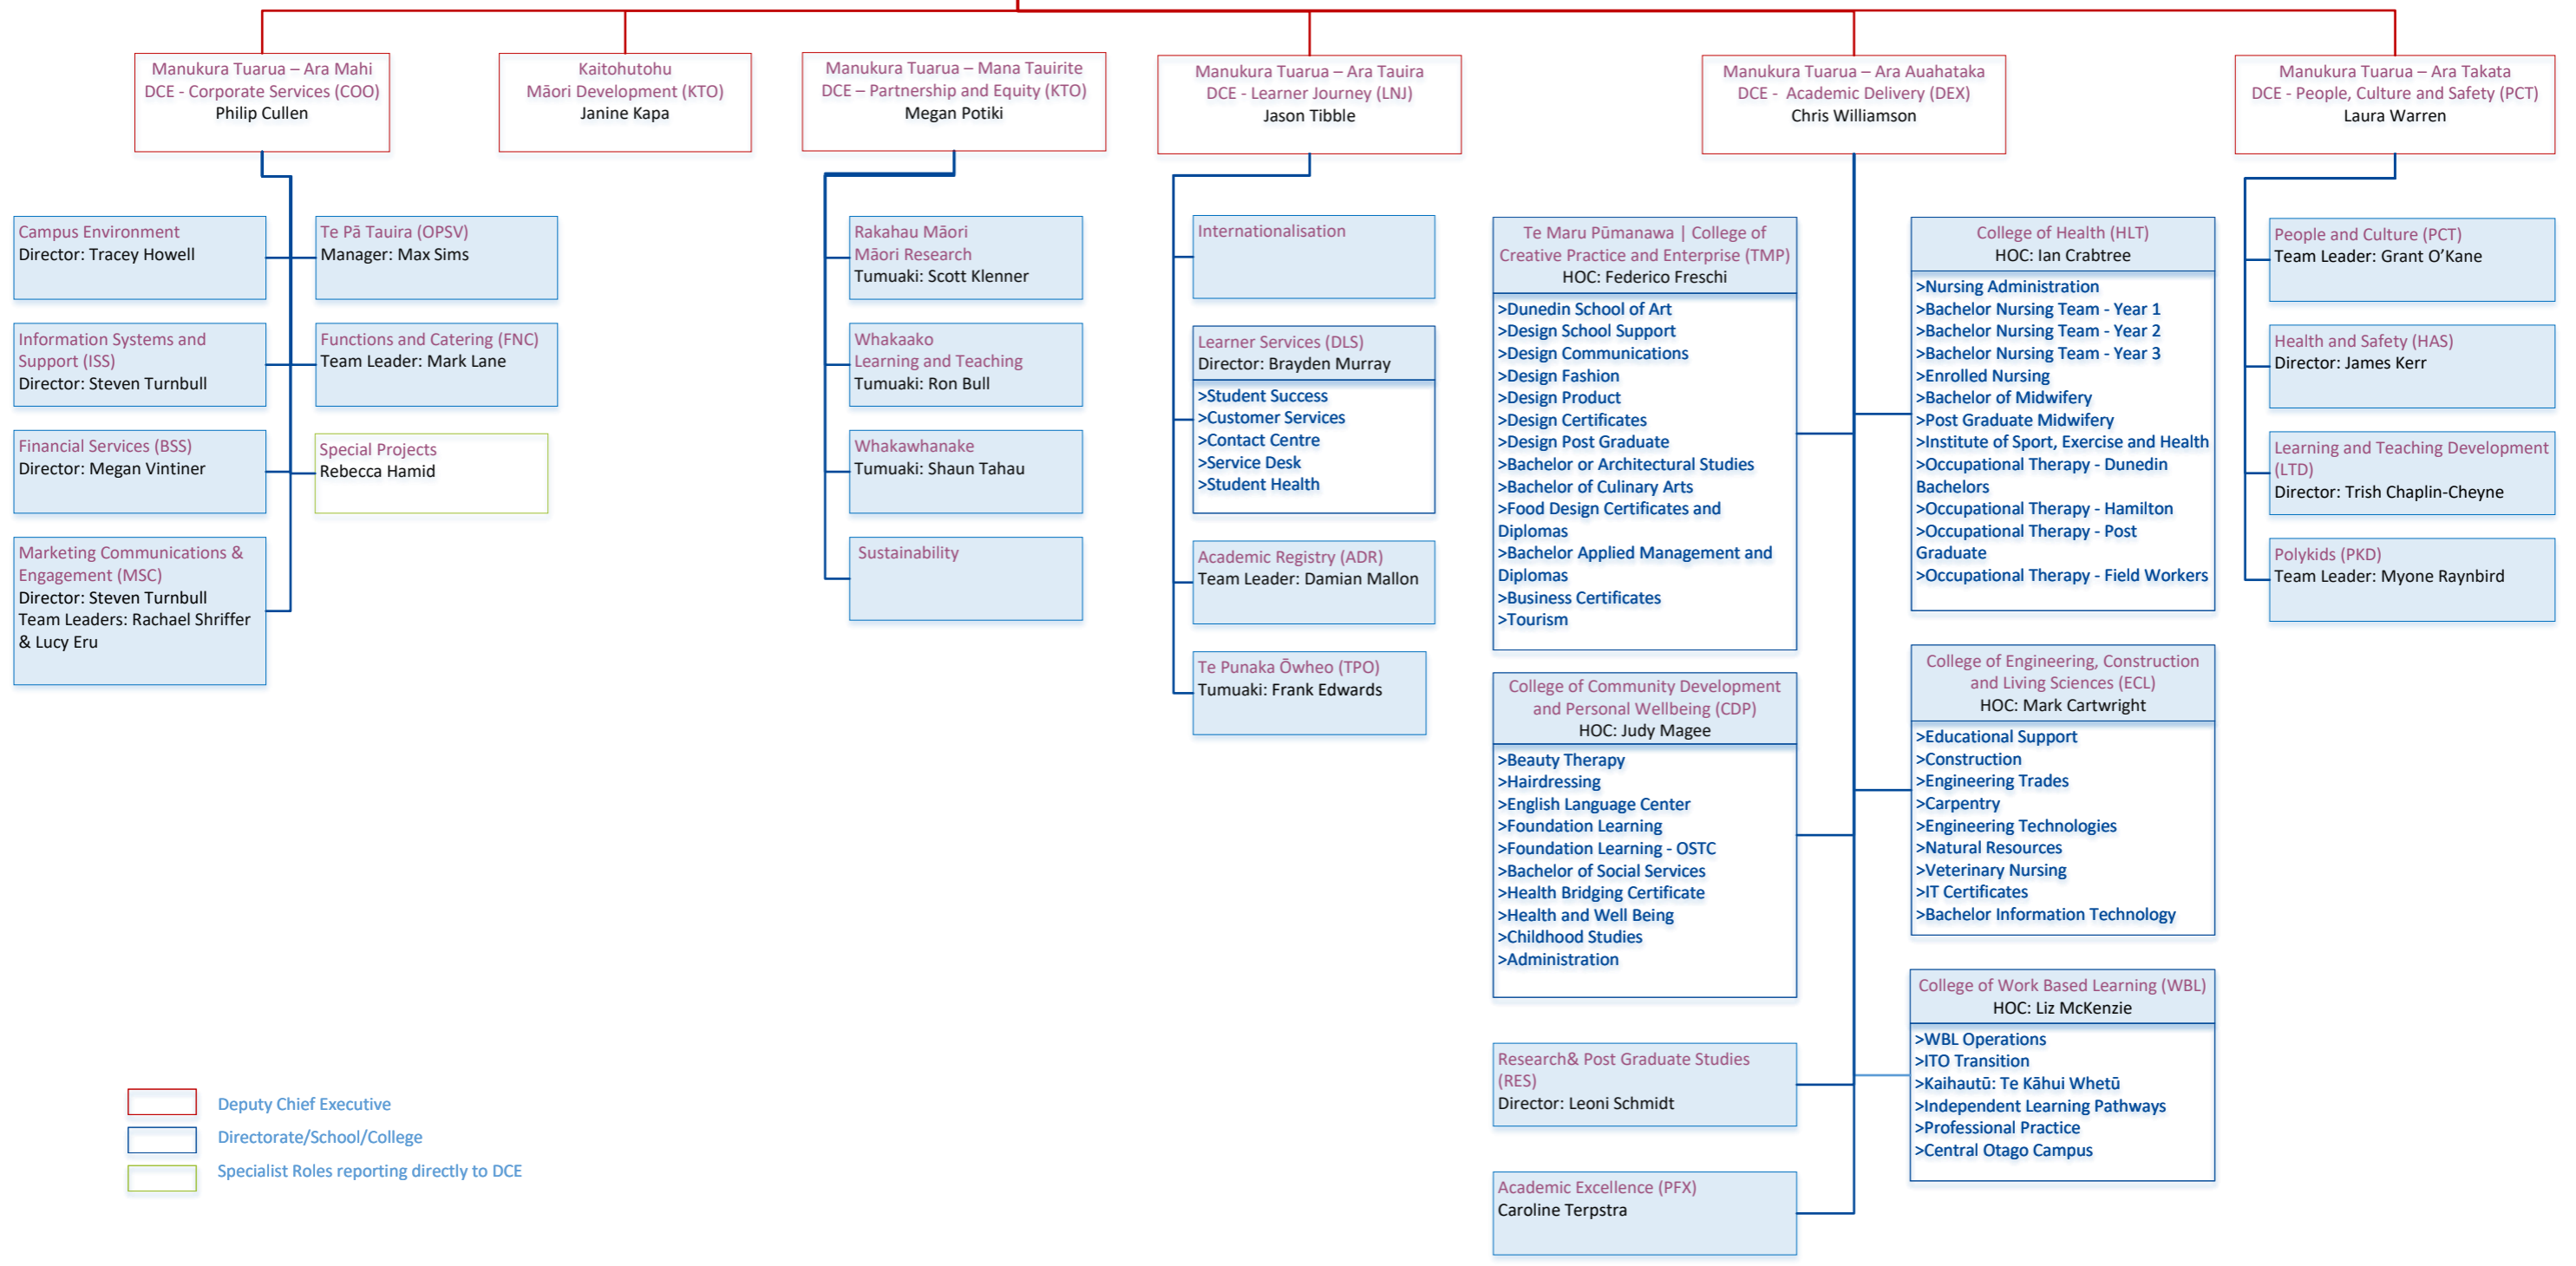 Manukura Tuarua – Ara Mahi
DCE - Corporate Services (COO)
Philip Cullen
Kaitohutohu
Māori Development (KTO)
Janine Kapa
Manukura Tuarua – Mana Tauirite
DCE – Partnership and Equity (KTO)
Megan Potiki
Manukura Tuarua – Ara Tauira
DCE - Learner Journey (LNJ)
Jason Tibble
Manukura Tuarua – Ara Auahataka
DCE - Academic Delivery (DEX)
Chris Williamson
Manukura Tuarua – Ara Takata
DCE - People, Culture and Safety (PCT)
Laura Warren
Campus Environment
Director: Tracey Howell
Te Pā Tauira (OPSV)
Manager: Max Sims
Information Systems and
Support (ISS)
Director: Steven Turnbull
Functions and Catering (FNC)
Team Leader: Mark Lane
Financial Services (BSS)
Director: Megan Vintiner
Special Projects
Rebecca Hamid
Marketing Communications &
Engagement (MSC)
Director: Steven Turnbull
Team Leaders: Rachael Shriffer
& Lucy Eru
Rakahau Māori
Māori Research
Tumuaki: Scott Klenner
Whakaako
Learning and Teaching
Tumuaki: Ron Bull
Whakawhanake
Tumuaki: Shaun Tahau
Sustainability
Internationalisation
Learner Services (DLS)
Director: Brayden Murray
>Student Success
>Customer Services
>Contact Centre
>Service Desk
>Student Health
Academic Registry (ADR)
Team Leader: Damian Mallon
Te Punaka Ōwheo (TPO)
Tumuaki: Frank Edwards
Te Maru Pūmanawa | College of
Creative Practice and Enterprise (TMP)
HOC: Federico Freschi
>Dunedin School of Art
>Design School Support
>Design Communications
>Design Fashion
>Design Product
>Design Certificates
>Design Post Graduate
>Bachelor or Architectural Studies
>Bachelor of Culinary Arts
>Food Design Certificates and
Diplomas
>Bachelor Applied Management and
Diplomas
>Business Certificates
>Tourism
College of Community Development
and Personal Wellbeing (CDP)
HOC: Judy Magee
>Beauty Therapy
>Hairdressing
>English Language Center
>Foundation Learning
>Foundation Learning - OSTC
>Bachelor of Social Services
>Health Bridging Certificate
>Health and Well Being
>Childhood Studies
>Administration
Research& Post Graduate Studies
(RES)
Director: Leoni Schmidt
Academic Excellence (PFX)
Caroline Terpstra
College of Health (HLT)
HOC: Ian Crabtree
>Nursing Administration
>Bachelor Nursing Team - Year 1
>Bachelor Nursing Team - Year 2
>Bachelor Nursing Team - Year 3
>Enrolled Nursing
>Bachelor of Midwifery
>Post Graduate Midwifery
>Institute of Sport, Exercise and Health
>Occupational Therapy - Dunedin
Bachelors
>Occupational Therapy - Hamilton
>Occupational Therapy - Post
Graduate
>Occupational Therapy - Field Workers
College of Engineering, Construction
and Living Sciences (ECL)
HOC: Mark Cartwright
>Educational Support
>Construction
>Engineering Trades
>Carpentry
>Engineering Technologies
>Natural Resources
>Veterinary Nursing
>IT Certificates
>Bachelor Information Technology
College of Work Based Learning (WBL)
HOC: Liz McKenzie
>WBL Operations
>ITO Transition
>Kaihautū: Te Kāhui Whetū
>Independent Learning Pathways
>Professional Practice
>Central Otago Campus
People and Culture (PCT)
Team Leader: Grant O’Kane
Health and Safety (HAS)
Director: James Kerr
Learning and Teaching Development
(LTD)
Director: Trish Chaplin-Cheyne
Polykids (PKD)
Team Leader: Myone Raynbird
Deputy Chief Executive
Directorate/School/College
Specialist Roles reporting directly to DCE